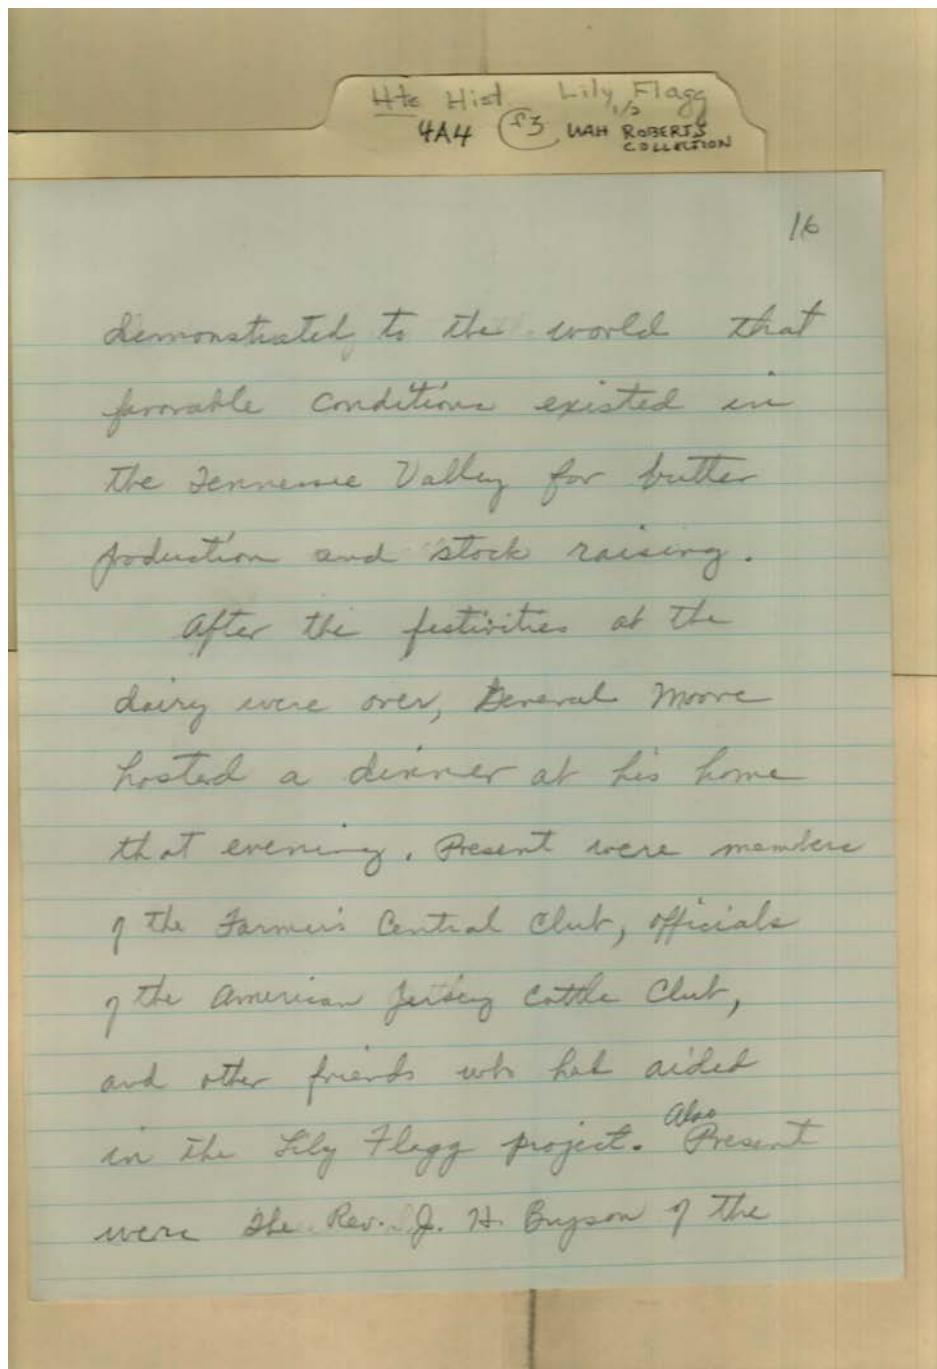 Hts Hist Lily Flagg
1/2
4A4 f3 UAH ROBERTS
COLLECTION
16
demonstrated to the world that
favorable conditions existed in
the Tennessee Valley for butter
production and stock raising.
After the festivities at the
dairy were over, General Moore
hosted a dinner at his home
that evening. Present were members
of the Farmer's Central Club, officials
of the American Jersey Cattle Club,
and other friends who had aided
in the Lily Flagg project. Also Present
were the Rev. J. H. Bryson of the